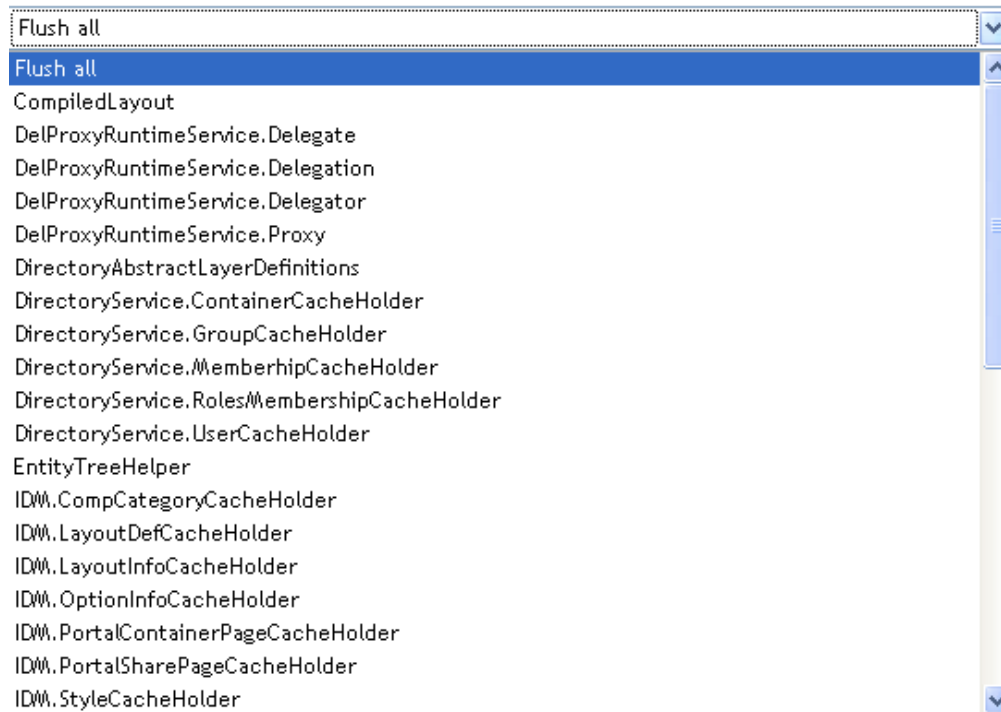 Flush all
Flush all
CompiledLayout
DelProxyRuntimeService.Delegate
DelProxyRuntimeService.Delegation
DelProxyRuntimeService.Delegator
DelProxyRuntimeService.Proxy
DirectoryAbstractLayerDefinitions
DirectoryService.ContainerCacheHolder
DirectoryService.GroupCacheHolder
DirectoryService.MemberhipCacheHolder
DirectoryService.RolesMembershipCacheHolder
DirectoryService.UserCacheHolder
EntityTreeHelper
IDM.CompCategoryCacheHolder
IDM.LayoutDefCacheHolder
IDM.LayoutInfoCacheHolder
IDM.OptionInfoCacheHolder
IDM.PortalContainerPageCacheHolder
IDM.PortalSharePageCacheHolder
IDM.StyleCacheHolder